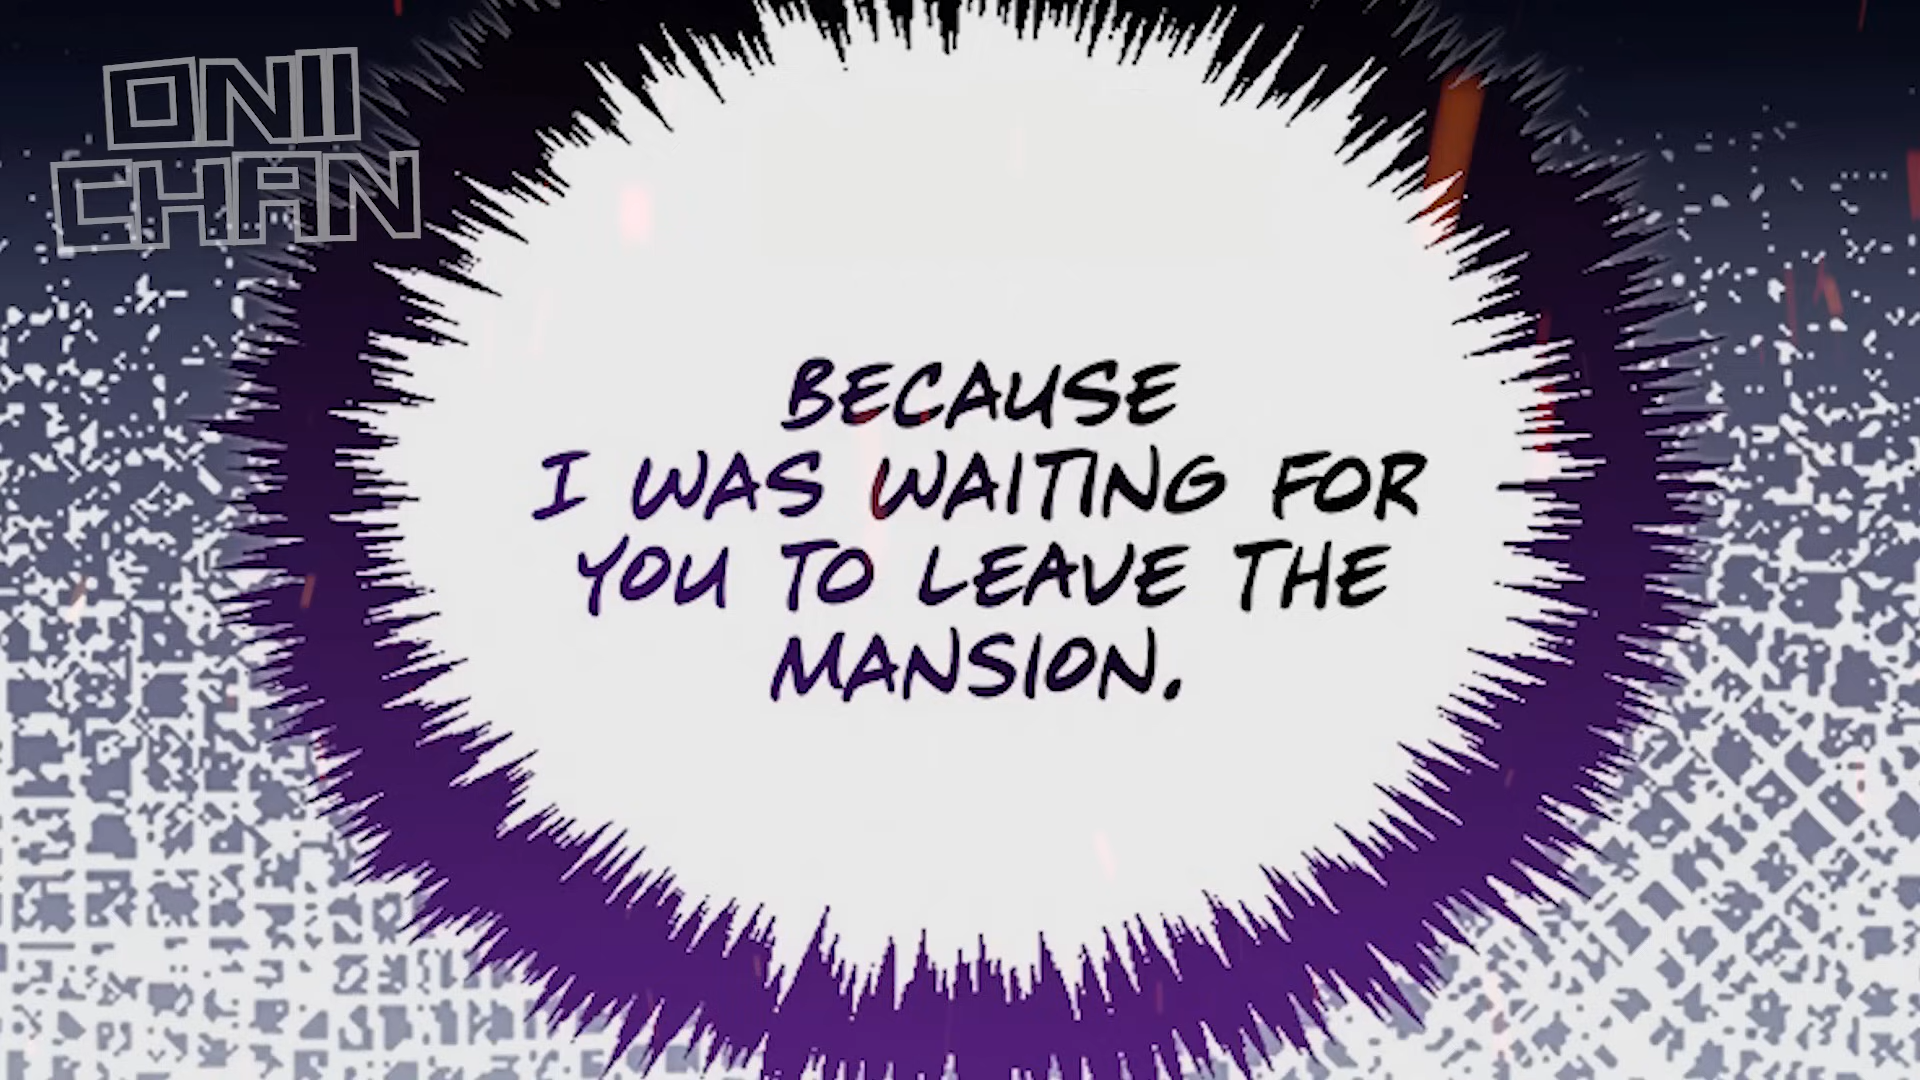 ONII
CHAN
BECAUSE
I WAS WAITING FOR
YOU TO LEAVE THE
MANSION.